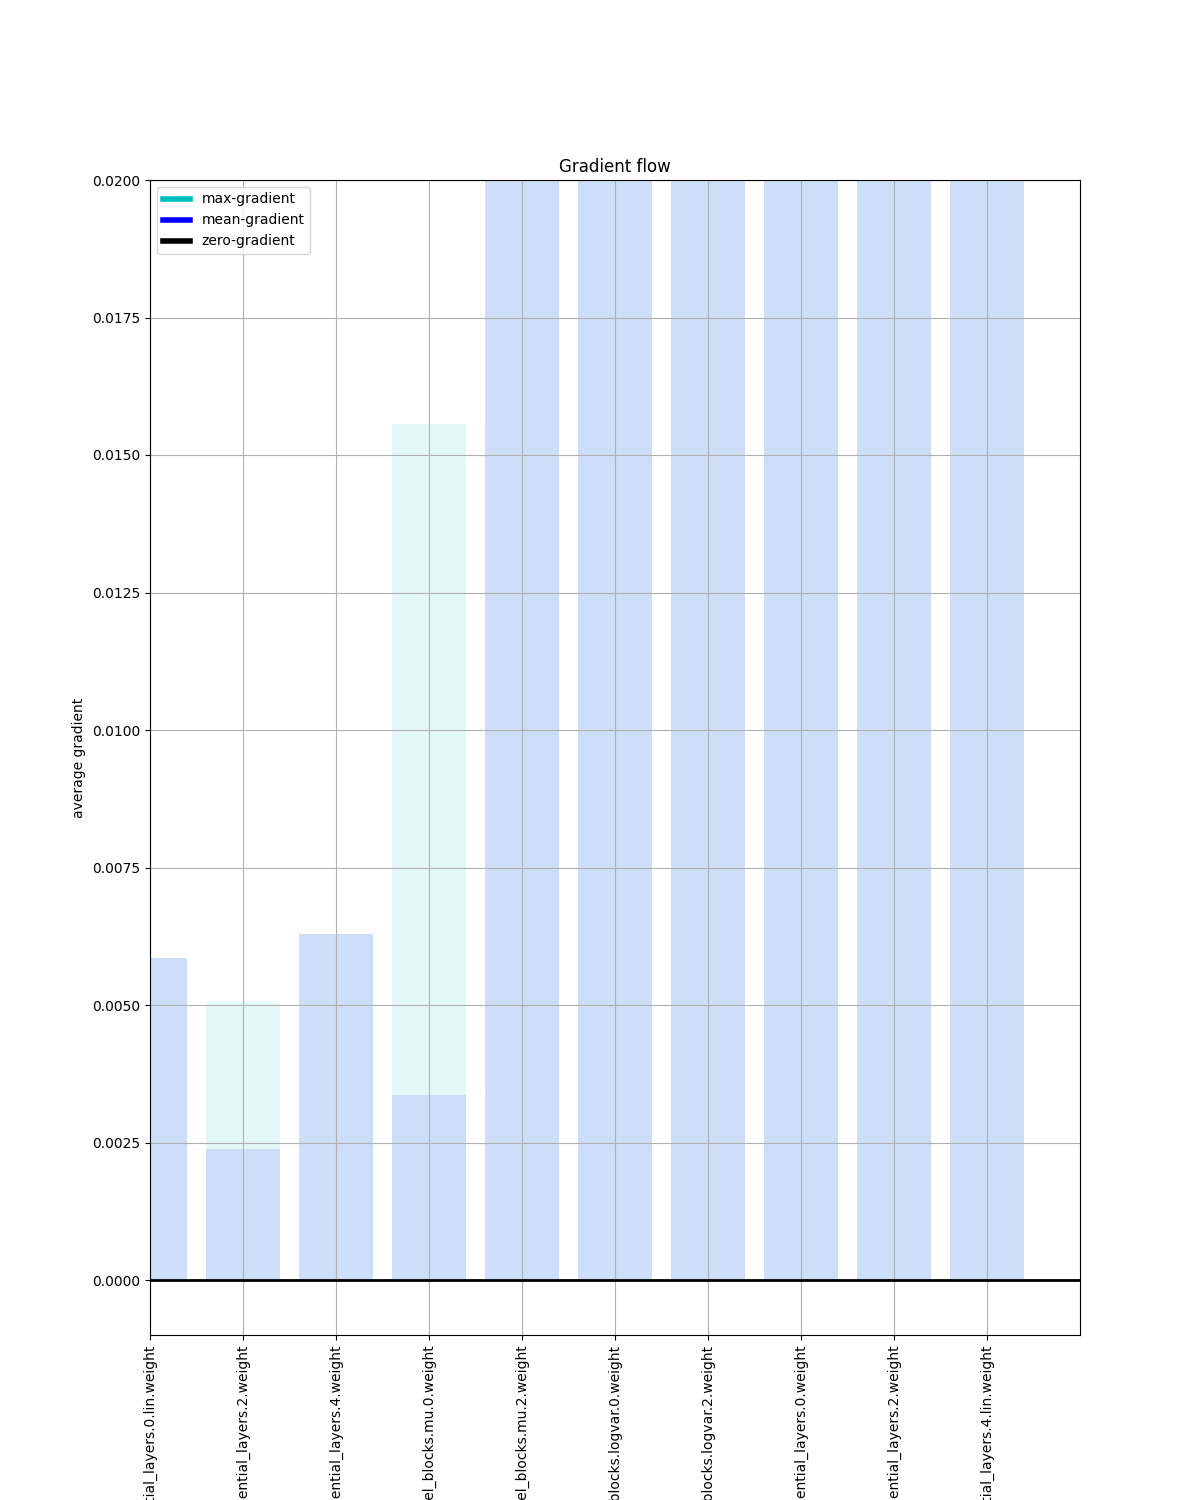 Gradient flow
max-gradient
mean-gradient
zero-gradient
average gradient
0.0200
0.0175
0.0150
0.0125
0.0100
0.0075
0.0050
0.0025
0.0000
tial_layers.0.lin.weight
ential_layers.2.weight
ential_layers.4.weight
el_blocks.mu.0.weight
el_blocks.mu.2.weight
blocks.logvar.0.weight
blocks.logvar.2.weight
ential_layers.0.weight
ential_layers.2.weight
tial_layers.4.lin.weight